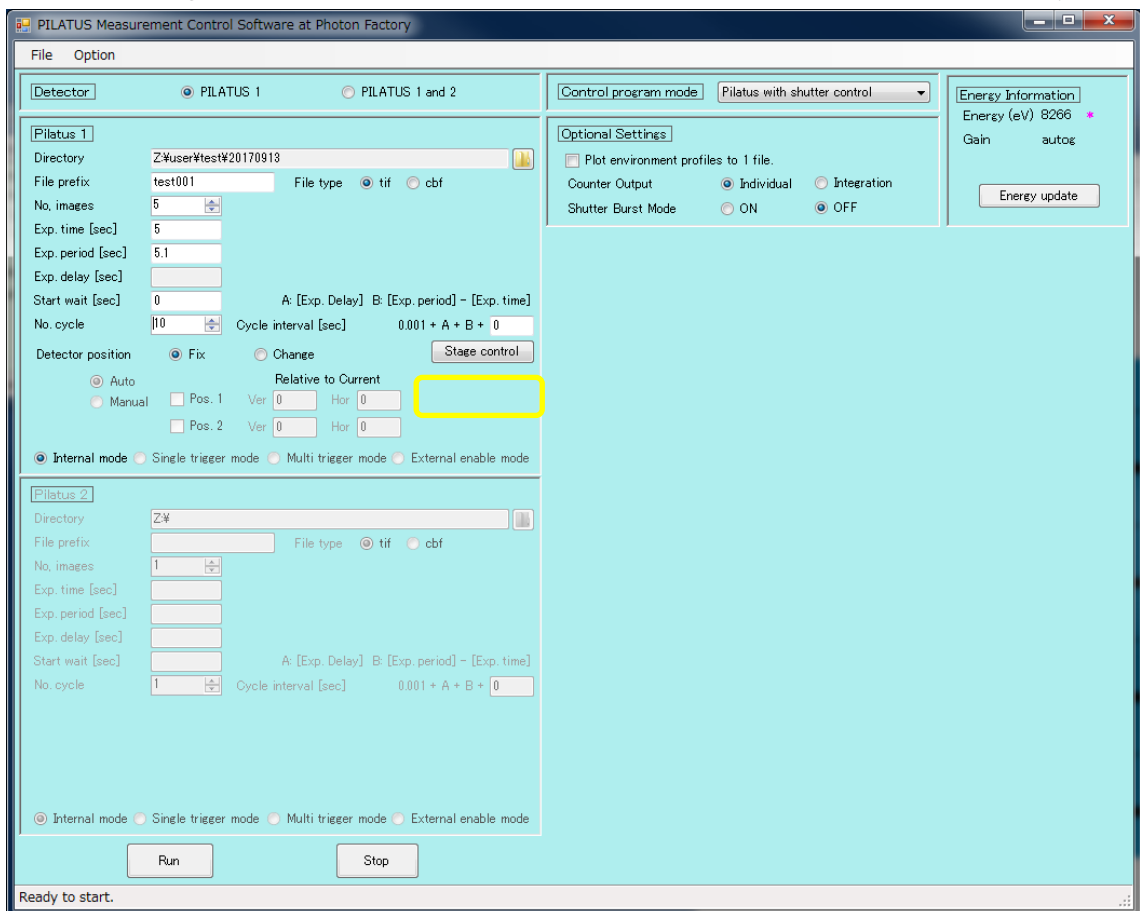 PILATUS Measurement Control Software at Photon Factory
File Option
Detector PILATUS 1 PILATUS 1 and 2
Control program mode Pilatus with shutter control
Energy Information
Energy (eV) 8266 *
Gain autog
Energy update
Pilatus 1
Directory Z:¥user¥test¥20170913
File prefix test001 File type tif cbf
No, images 5
Exp. time [sec] 5
Exp. period [sec] 5.1
Exp. delay [sec]
Start wait [sec] 0 A: [Exp. Delay] B: [Exp. period] - [Exp. time]
No. cycle 10 Cycle interval [sec] 0.001 + A + B + 0
Detector position Fix Change Stage control
Auto Relative to Current
Manual Pos. 1 Ver 0 Hor 0
Pos. 2 Ver 0 Hor 0
Internal mode Single trigger mode Multi trigger mode External enable mode
Optional Settings
Plot environment profiles to 1 file.
Counter Output Individual Integration
Shutter Burst Mode ON OFF
Pilatus 2
Directory Z:¥
File prefix File type tif cbf
No, images 1
Exp. time [sec]
Exp. period [sec]
Exp. delay [sec]
Start wait [sec] A: [Exp. Delay] B: [Exp. period] - [Exp. time]
No. cycle 1 Cycle interval [sec] 0.001 + A + B + 0
Internal mode Single trigger mode Multi trigger mode External enable mode
Run Stop
Ready to start.